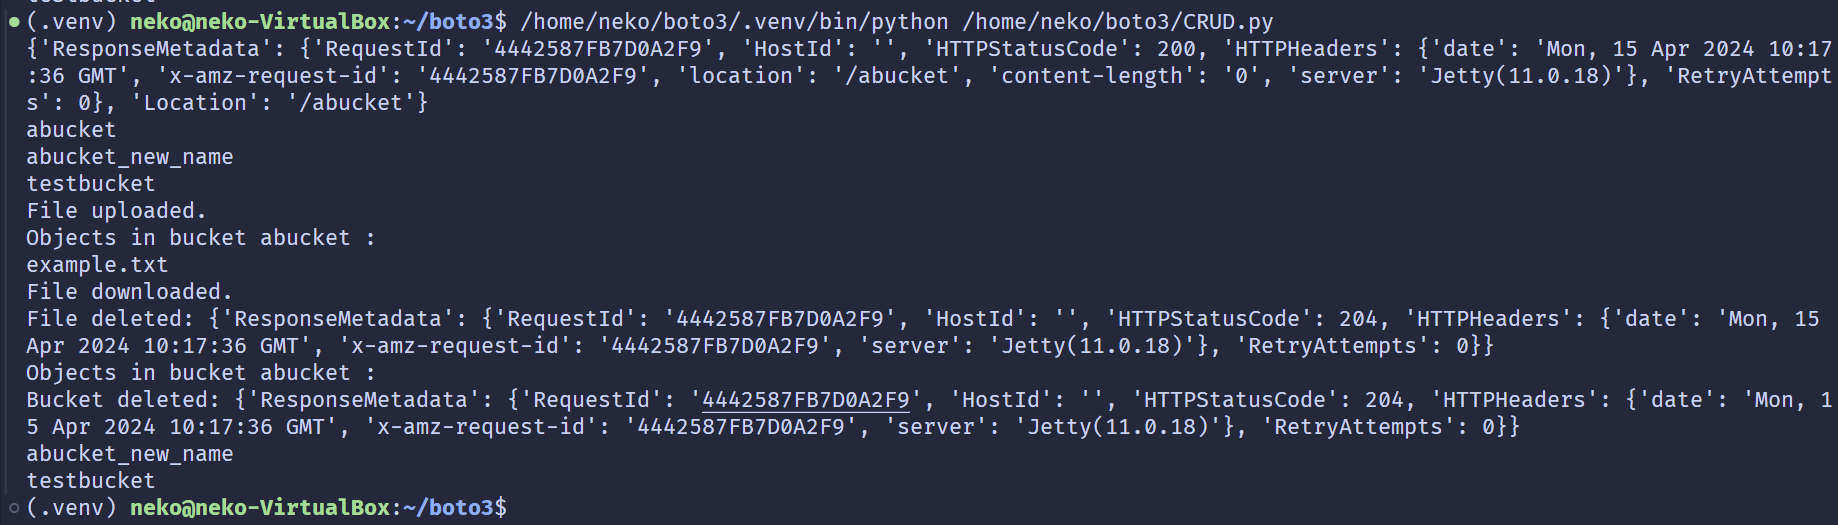 (.venv) neko@neko-VirtualBox:~/boto3$ /home/neko/boto3/.venv/bin/python /home/neko/boto3/CRUD.py
{'ResponseMetadata': {'RequestId': '4442587FB7D0A2F9', 'HostId': '', 'HTTPStatusCode': 200, 'HTTPHeaders': {'date': 'Mon, 15 Apr 2024 10:17
:36 GMT', 'x-amz-request-id': '4442587FB7D0A2F9', 'location': '/abucket', 'content-length': '0', 'server': 'Jetty(11.0.18)'}, 'RetryAttempt
s': 0}, 'Location': '/abucket'}
abucket
abucket_new_name
testbucket
File uploaded.
Objects in bucket abucket :
example.txt
File downloaded.
File deleted: {'ResponseMetadata': {'RequestId': '4442587FB7D0A2F9', 'HostId': '', 'HTTPStatusCode': 204, 'HTTPHeaders': {'date': 'Mon, 15
Apr 2024 10:17:36 GMT', 'x-amz-request-id': '4442587FB7D0A2F9', 'server': 'Jetty(11.0.18)'}, 'RetryAttempts': 0}}
Objects in bucket abucket :
Bucket deleted: {'ResponseMetadata': {'RequestId': '4442587FB7D0A2F9', 'HostId': '', 'HTTPStatusCode': 204, 'HTTPHeaders': {'date': 'Mon, 1
5 Apr 2024 10:17:36 GMT', 'x-amz-request-id': '4442587FB7D0A2F9', 'server': 'Jetty(11.0.18)'}, 'RetryAttempts': 0}}
abucket_new_name
testbucket
(.venv) neko@neko-VirtualBox:~/boto3$